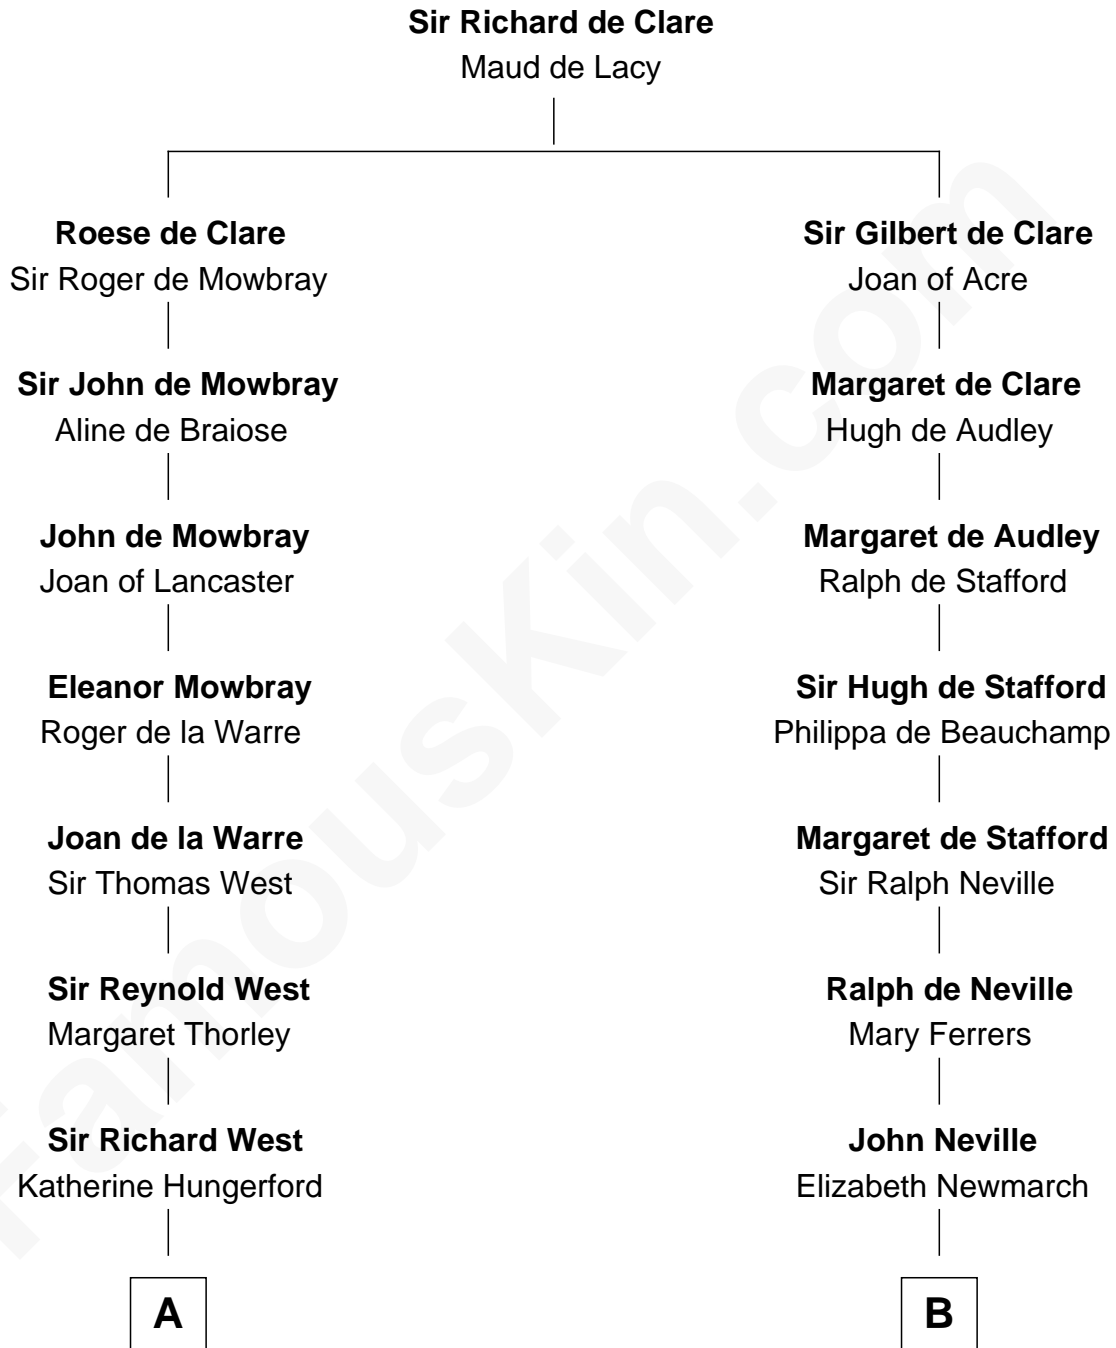 Sir Richard de Clare
Maud de Lacy
Roese de Clare
Sir Roger de Mowbray
Sir Gilbert de Clare
Joan of Acre
Sir John de Mowbray
Aline de Braiose
Margaret de Clare
Hugh de Audley
John de Mowbray
Joan of Lancaster
Margaret de Audley
Ralph de Stafford
Eleanor Mowbray
Roger de la Warre
Sir Hugh de Stafford
Philippa de Beauchamp
Joan de la Warre
Sir Thomas West
Margaret de Stafford
Sir Ralph Neville
Sir Reynold West
Margaret Thorley
Ralph de Neville
Mary Ferrers
Sir Richard West
Katherine Hungerford
John Neville
Elizabeth Newmarch
A
B
FamousKin.com